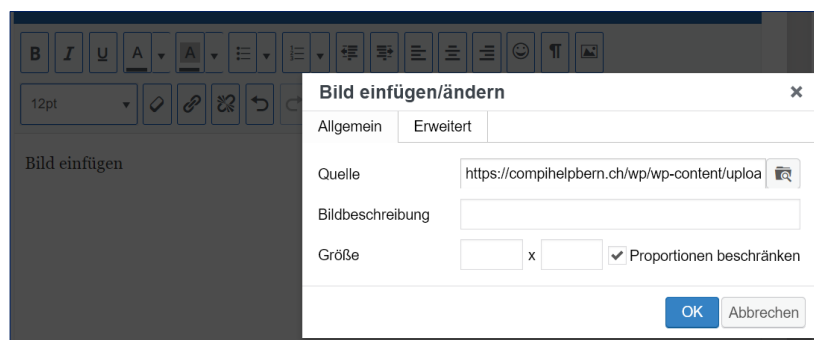 B I U A A
12pt
Bild einfügen
Bild einfügen/ändern
Allgemein Erweitert
Quelle https://compihelpbern.ch/wp/wp-content/uploa
Bildbeschreibung
Größe x Proportionen beschränken
OK Abbrechen